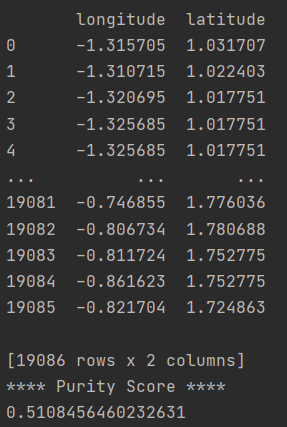 longitude latitude
0 -1.315705 1.031707
1 -1.310715 1.022403
2 -1.320695 1.017751
3 -1.325685 1.017751
4 -1.325685 1.017751
... ... ...
19081 -0.746855 1.776036
19082 -0.806734 1.780688
19083 -0.811724 1.752775
19084 -0.861623 1.752775
19085 -0.821704 1.724863
[19086 rows x 2 columns]
**** Purity Score ****
0.5108456460232631